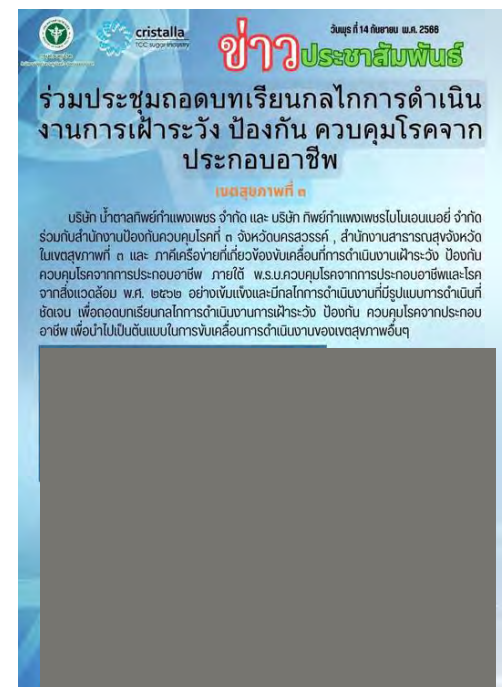 cristalla
TCC sugar industry
วันพุธ ที่ 14 กันยายน พ.ศ. 2566
ข่าวประชาสัมพันธ์
ร่วมประชุมถอดบทเรียนกลไกการดำเนิน
งานการเฝ้าระวัง ป้องกัน ควบคุมโรคจาก
ประกอบอาชีพ
เขตสุขภาพที่ ๓
บริษัท น้ำตาลทิพย์กำแพงเพชร จำกัด และ บริษัท ทิพย์กำแพงเพชรไบโอเอนเนอยี่ จำกัด
ร่วมกับสำนักงานป้องกันควบคุมโรคที่ ๓ จังหวัดนครสวรรค์ , สำนักงานสาธารณสุขจังหวัด
ในเขตสุขภาพที่ ๓ และ ภาคีเครือข่ายที่เกี่ยวข้องขับเคลื่อนที่การดำเนินงานเฝ้าระวัง ป้องกัน
ควบคุมโรคจากการประกอบอาชีพ ภายใต้ พ.ร.บ.ควบคุมโรคจากการประกอบอาชีพและโรค
จากสิ่งแวดล้อม พ.ศ. ๒๕๖๒ อย่างเข้มแข็งและมีกลไกการดำเนินงานที่มีรูปแบบการดำเนินที่
ชัดเจน เพื่อถอดบทเรียนกลไกการดำเนินงานการเฝ้าระวัง ป้องกัน ควบคุมโรคจากประกอบ
อาชีพ เพื่อนำไปเป็นต้นแบบในการขับเคลื่อนการดำเนินงานของเขตสุขภาพอื่นๆ